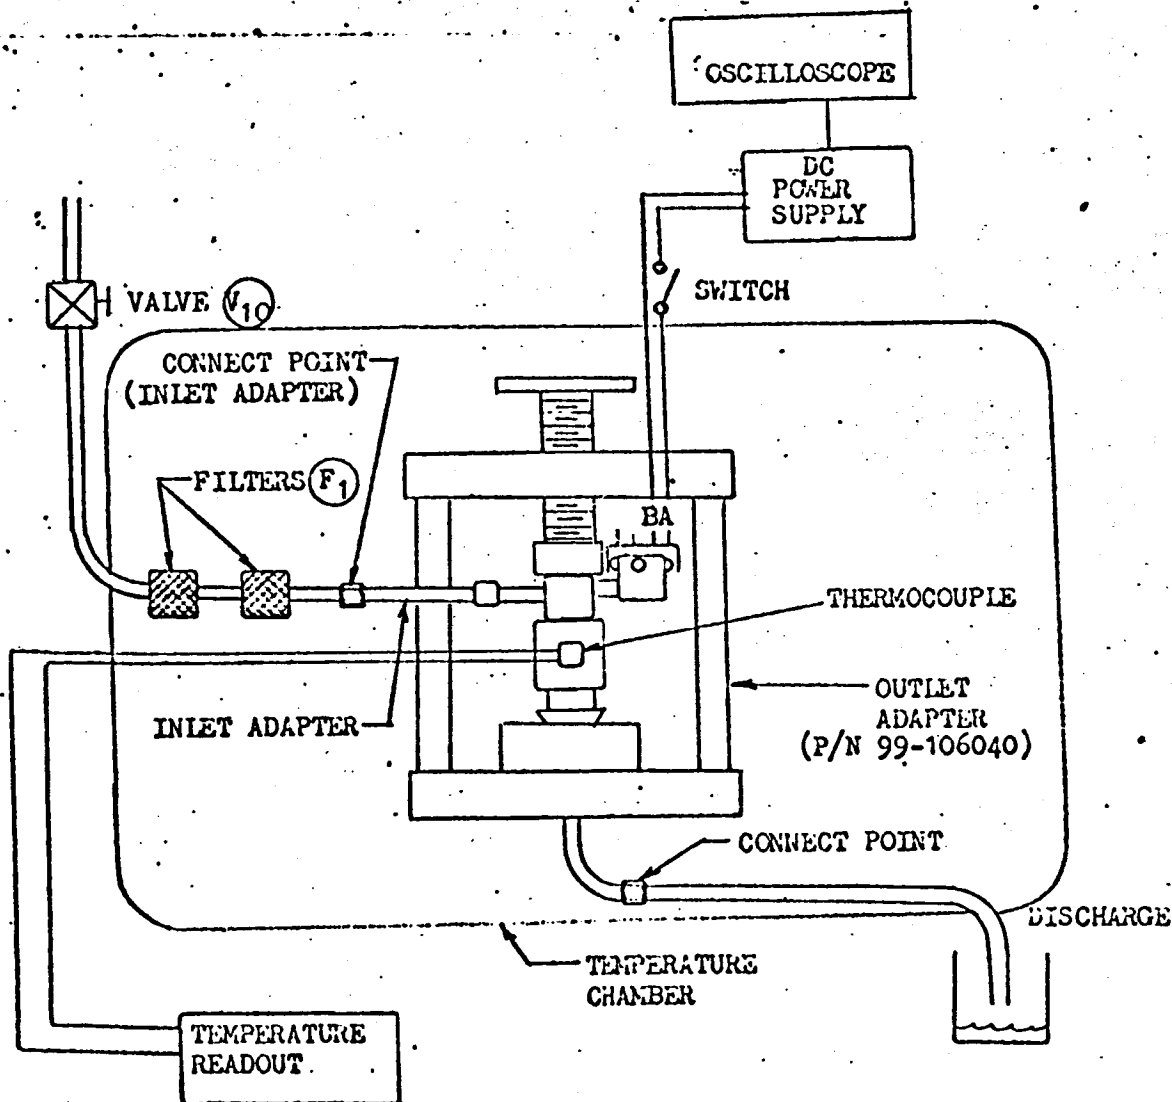 OSCILLOSCOPE
DC
POWER
SUPPLY
SWITCH
VALVE V10
CONNECT POINT
(INLET ADAPTER)
FILTERS F1
BA
THERMOCOUPLE
OUTLET
ADAPTER
(P/N 99-106040)
INLET ADAPTER
CONNECT POINT
DISCHARGE
TEMPERATURE
CHAMBER
TEMPERATURE
READOUT